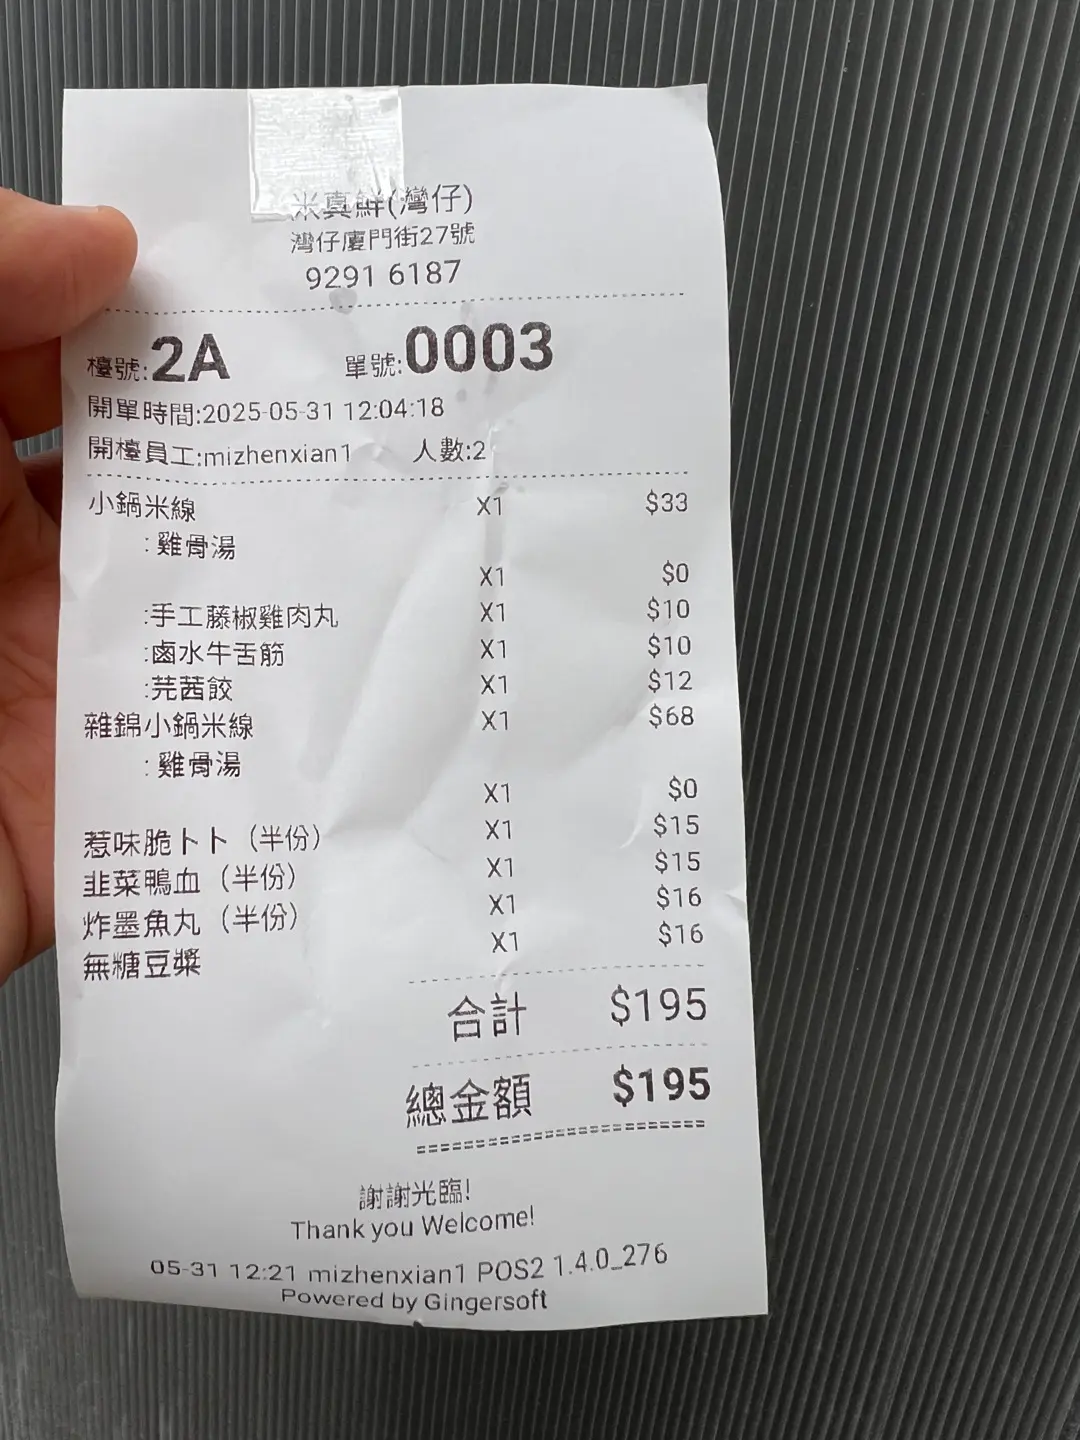 米真鮮(灣仔)
灣仔廈門街27號
9291 6187
檯號:2A 單號:0003
開單時間:2025-05-31 12:04:18
開檯員工:mizhenxian1 人數:2
小鍋米線 X1 $33
:雞骨湯
X1 $0
:手工藤椒雞肉丸 X1 $10
:鹵水牛舌筋 X1 $10
:芫茜餃 X1 $12
雜錦小鍋米線 X1 $68
:雞骨湯
X1 $0
惹味脆卜卜（半份） X1 $15
韭菜鴨血（半份） X1 $15
炸墨魚丸（半份） X1 $16
無糖豆漿 X1 $16
合計 $195
總金額 $195
謝謝光臨!
Thank you Welcome!
05-31 12:21 mizhenxian1 POS2 1.4.0_276
Powered by Gingersoft